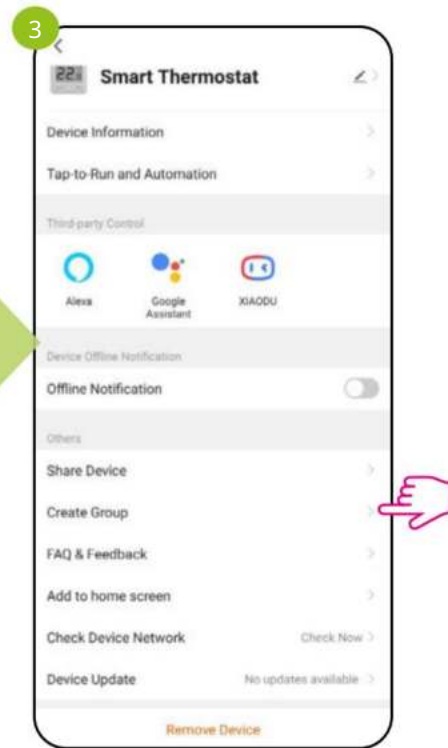 3
22
Smart Thermostat
Device Information
Tap-to-Run and Automation
Third-party Control
Alexa
Google
Assistant
XIAODU
Device Offline Notification
Offline Notification
Others
Share Device
Create Group
FAQ & Feedback
Add to home screen
Check Device Network Check Now
Device Update No updates available
Remove Device